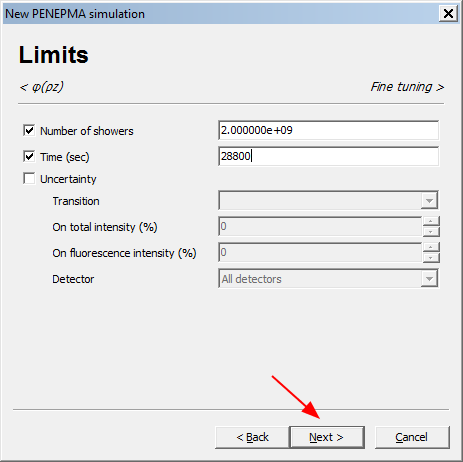 New PENEPMA simulation
Limits
< φ(ρz) Fine tuning >
Number of showers 2.000000e+09
Time (sec) 28800
Uncertainty
Transition
On total intensity (%) 0
On fluorescence intensity (%) 0
Detector All detectors
< Back Next > Cancel